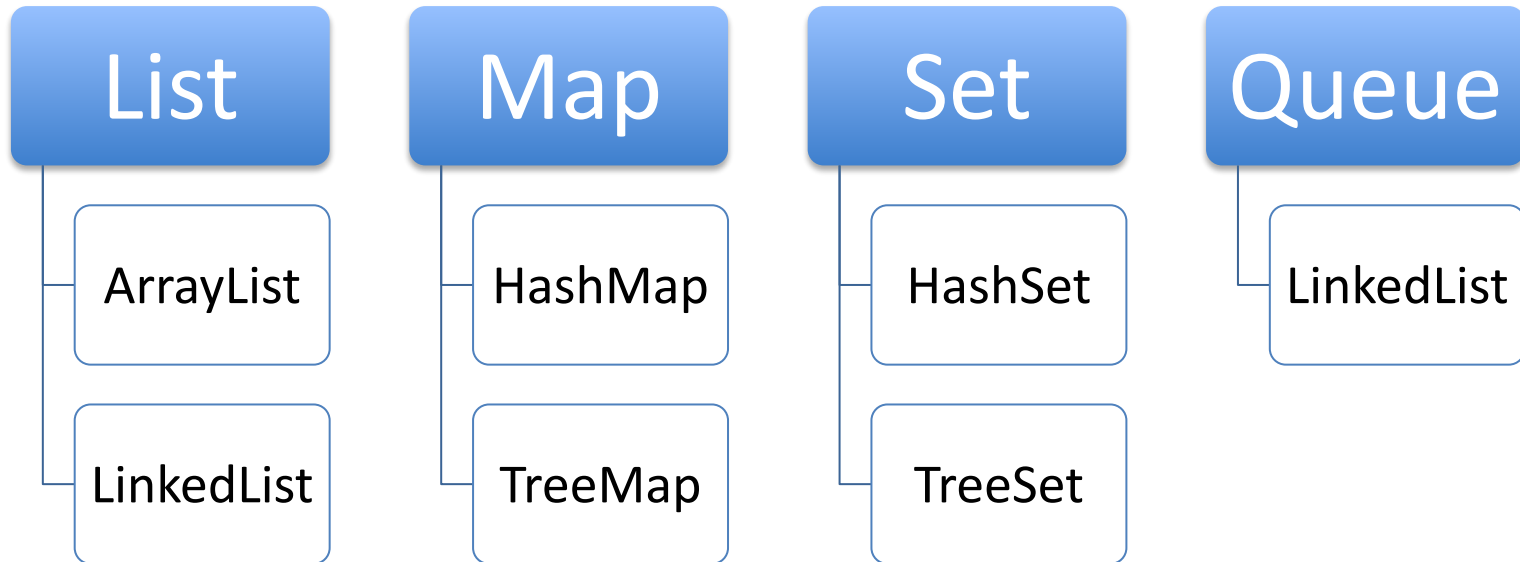 List
ArrayList
LinkedList
Map
HashMap
TreeMap
Set
HashSet
TreeSet
Queue
LinkedList